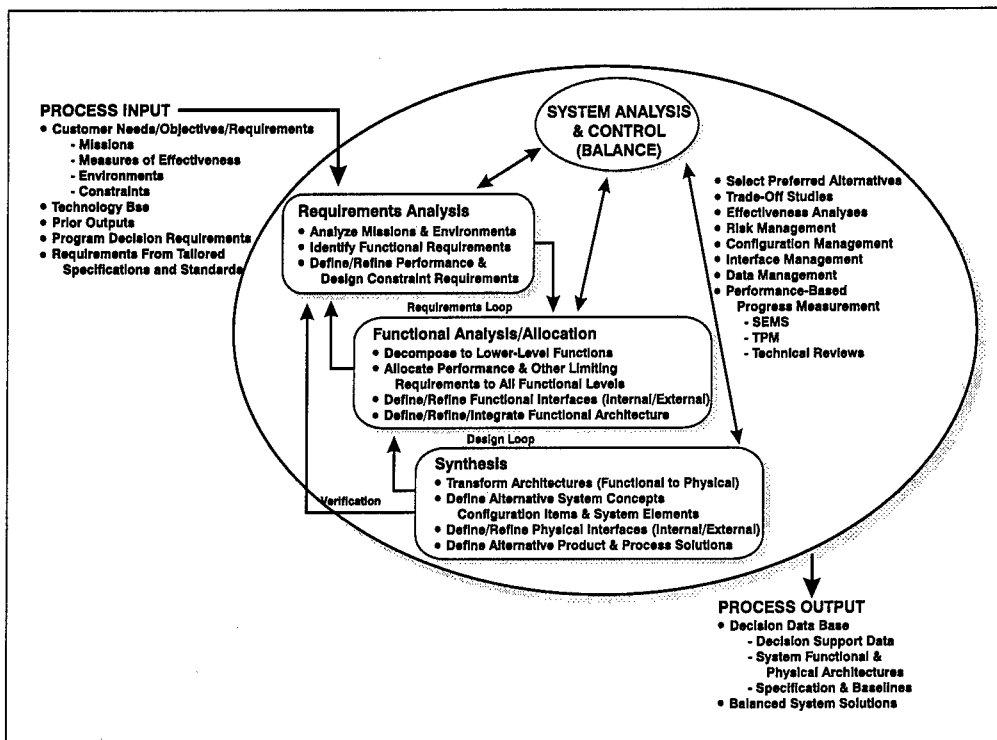 PROCESS INPUT
• Customer Needs/Objectives/Requirements
- Missions
- Measures of Effectiveness
- Environments
- Constraints
• Technology Bse
• Prior Outputs
• Program Decision Requirements
• Requirements From Tailored
Specifications and Standards
SYSTEM ANALYSIS
& CONTROL
(BALANCE)
• Select Preferred Alternatives
• Trade-Off Studies
• Effectiveness Analyses
• Risk Management
• Configuration Management
• Interface Management
• Data Management
• Performance-Based
Progress Measurement
- SEMS
- TPM
- Technical Reviews
Requirements Analysis
• Analyze Missions & Environments
• Identify Functional Requirements
• Define/Refine Performance &
Design Constraint Requirements
Requirements Loop
Functional Analysis/Allocation
• Decompose to Lower-Level Functions
• Allocate Performance & Other Limiting
Requirements to All Functional Levels
• Define/Refine Functional Interfaces (Internal/External)
• Define/Refine/Integrate Functional Architecture
Design Loop
Synthesis
• Transform Architectures (Functional to Physical)
• Define Alternative System Concepts
Configuration Items & System Elements
• Define/Refine Physical Interfaces (Internal/External)
• Define Alternative Product & Process Solutions
Verification
PROCESS OUTPUT
• Decision Data Base
- Decision Support Data
- System Functional &
Physical Architectures
- Specification & Baselines
• Balanced System Solutions